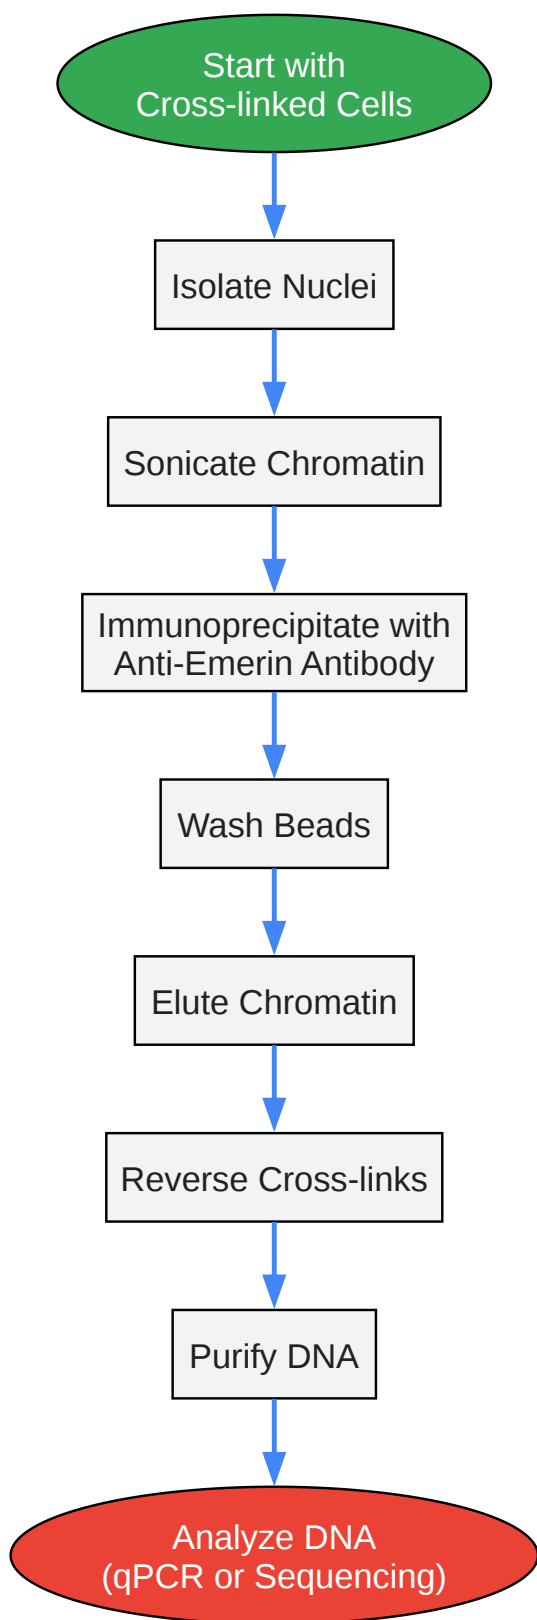 Start with
Cross-linked Cells
Isolate Nuclei
Sonicate Chromatin
Immunoprecipitate with
Anti-Emerin Antibody
Wash Beads
Elute Chromatin
Reverse Cross-links
Purify DNA
Analyze DNA
(qPCR or Sequencing)